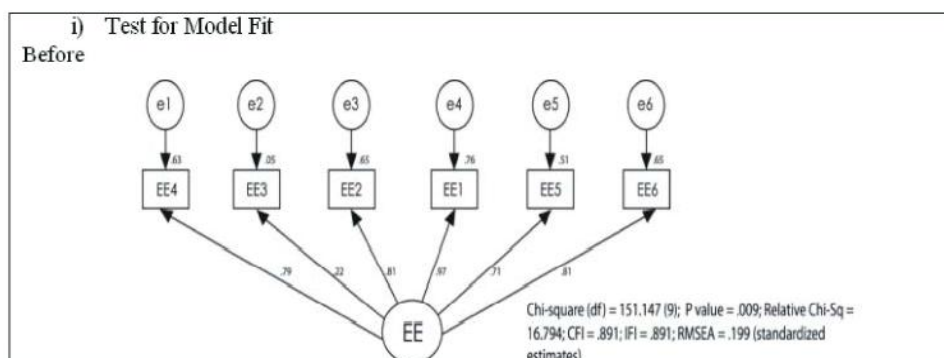 i) Test for Model Fit
Before
e1 e2 e3 e4 e5 e6
.63 .05 .65 .76 .51 .65
EE4 EE3 EE2 EE1 EE5 EE6
.79 .22 .81 .97 .71 .81
EE
Chi-square (df) = 151.147 (9); P value = .009; Relative Chi-Sq =
16.794; CFI = .891; IFI = .891; RMSEA = .199 (standardized
estimates)